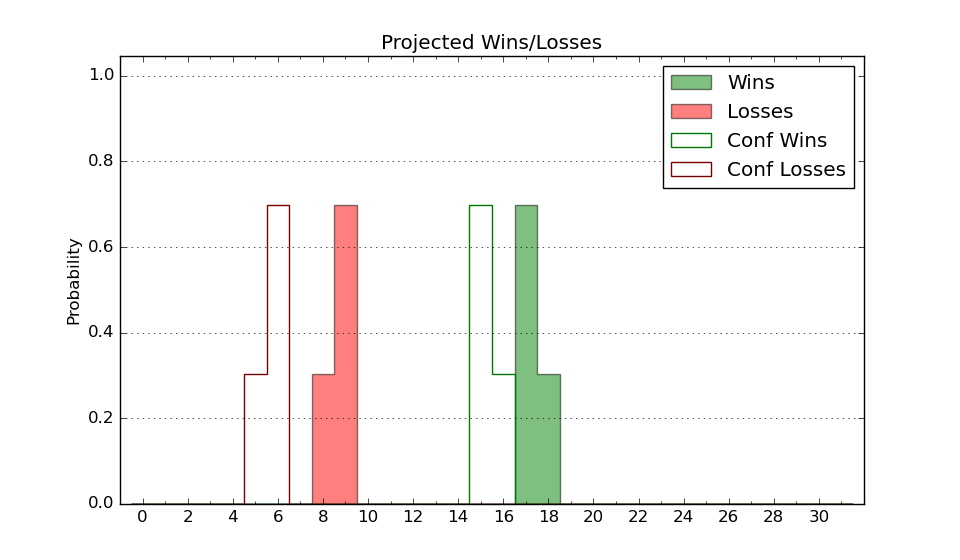 Projected Wins/Losses
1.0
0.8
0.6
0.4
0.2
0.0
Probability
Wins
Losses
Conf Wins
Conf Losses
0 2 4 6 8 10 12 14 16 18 20 22 24 26 28 30